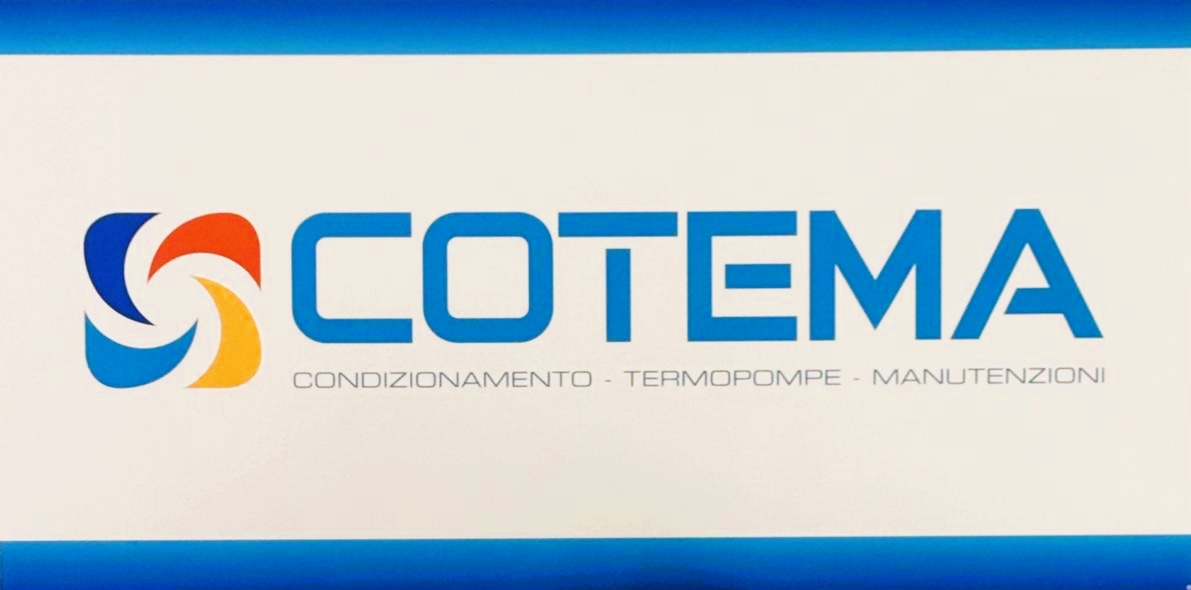 COTEMA
CONDIZIONAMENTO - TERMOPOMPE - MANUTENZIONI